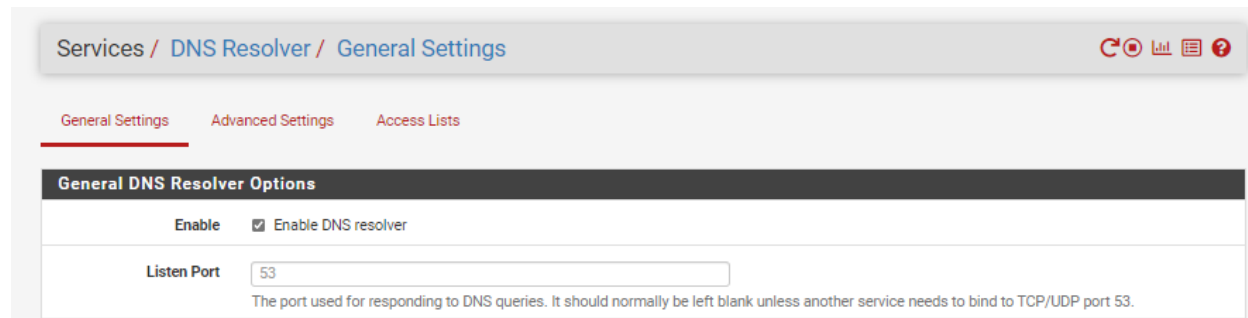 Services / DNS Resolver / General Settings
General Settings Advanced Settings Access Lists
General DNS Resolver Options
Enable Enable DNS resolver
Listen Port 53
The port used for responding to DNS queries. It should normally be left blank unless another service needs to bind to TCP/UDP port 53.